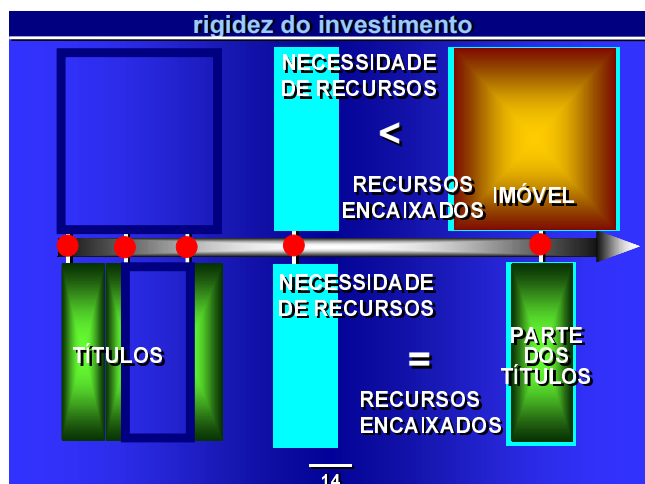 rigidez do investimento
NECESSIDADE
DE RECURSOS
<
RECURSOS
ENCAIXADOS
IMÓVEL
NECESSIDADE
DE RECURSOS
TÍTULOS
=
PARTE
DOS
TÍTULOS
RECURSOS
ENCAIXADOS
14